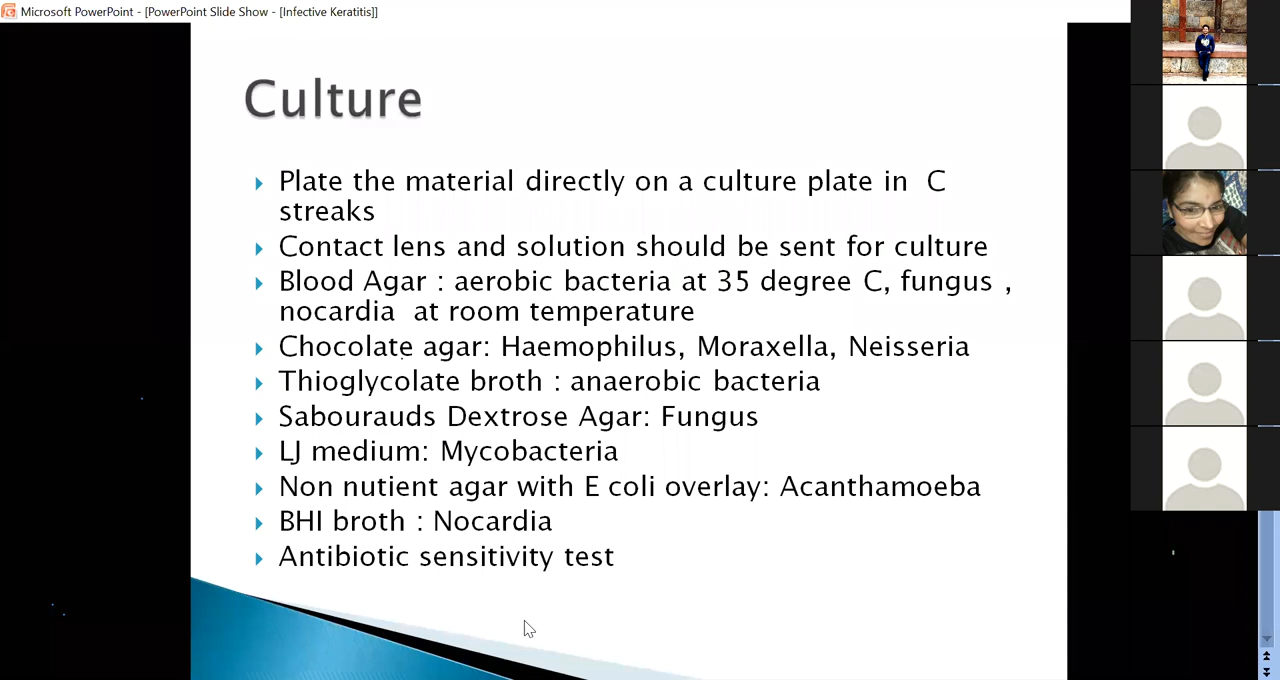 Microsoft PowerPoint - [PowerPoint Slide Show - [Infective Keratitis]]
Culture
Plate the material directly on a culture plate in C
streaks
Contact lens and solution should be sent for culture
Blood Agar : aerobic bacteria at 35 degree C, fungus ,
nocardia at room temperature
Chocolate agar: Haemophilus, Moraxella, Neisseria
Thioglycolate broth : anaerobic bacteria
Sabourauds Dextrose Agar: Fungus
LJ medium: Mycobacteria
Non nutient agar with E coli overlay: Acanthamoeba
BHI broth : Nocardia
Antibiotic sensitivity test